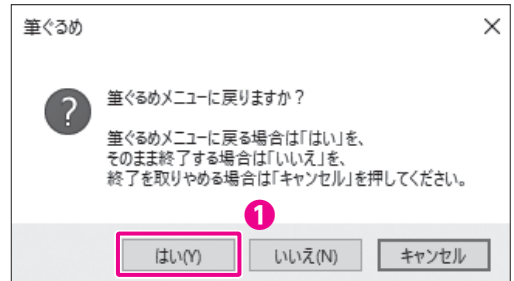 筆ぐるめ
筆ぐるめメニューに戻りますか？
筆ぐるめメニューに戻る場合は「はい」を、
そのまま終了する場合は「いいえ」を、
終了を取りやめる場合は「キャンセル」を押してください。
1
はい(Y) いいえ(N) キャンセル